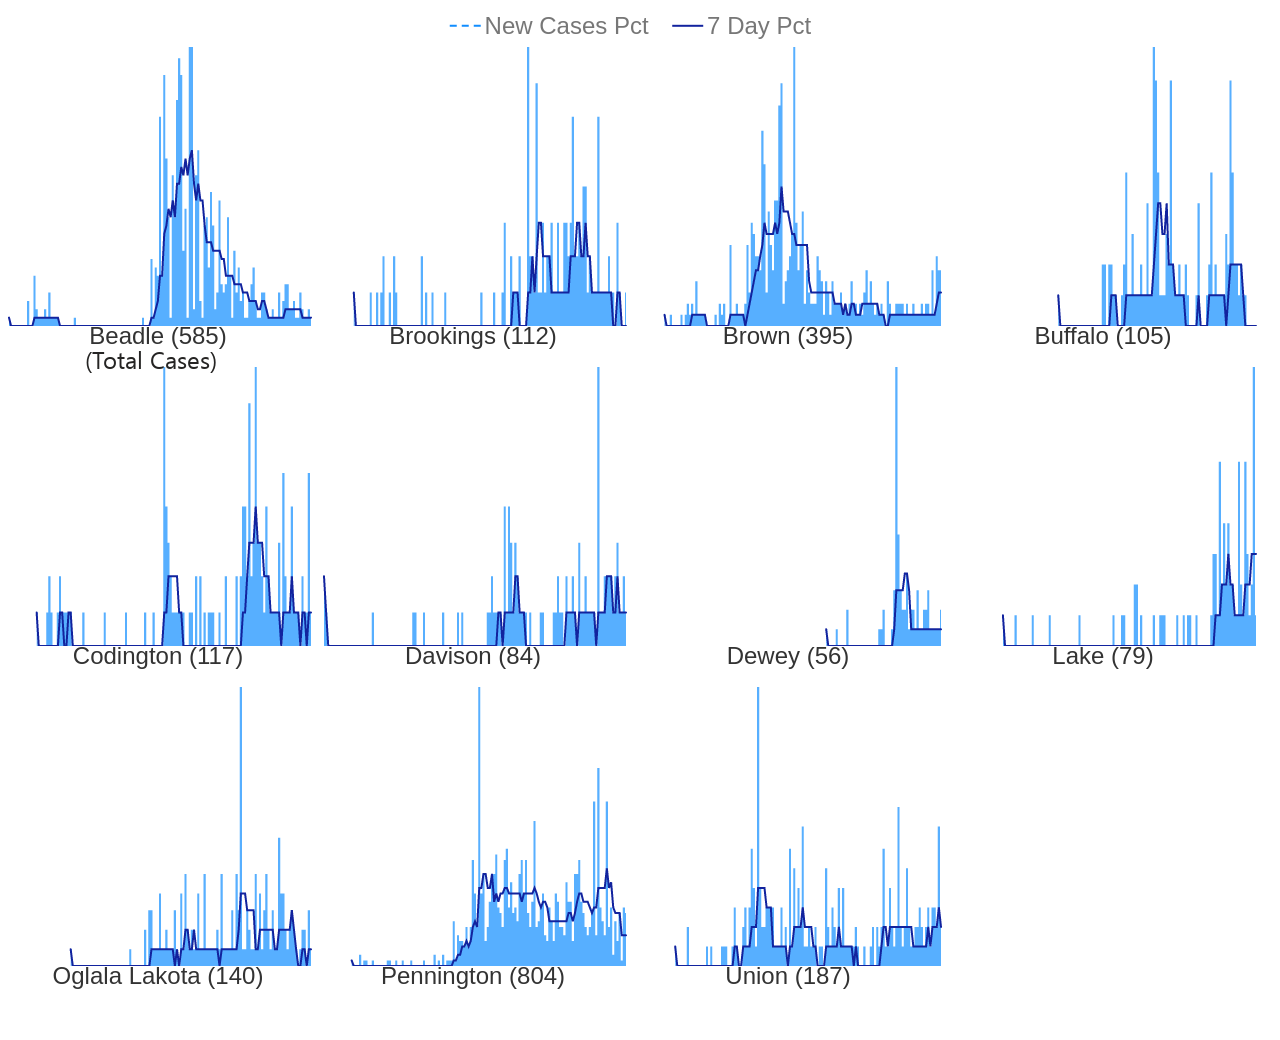 New Cases Pct 7 Day Pct
Beadle (585) Brookings (112) Brown (395) Buffalo (105)
(Total Cases)
Codington (117) Davison (84) Dewey (56) Lake (79)
Oglala Lakota (140) Pennington (804) Union (187)